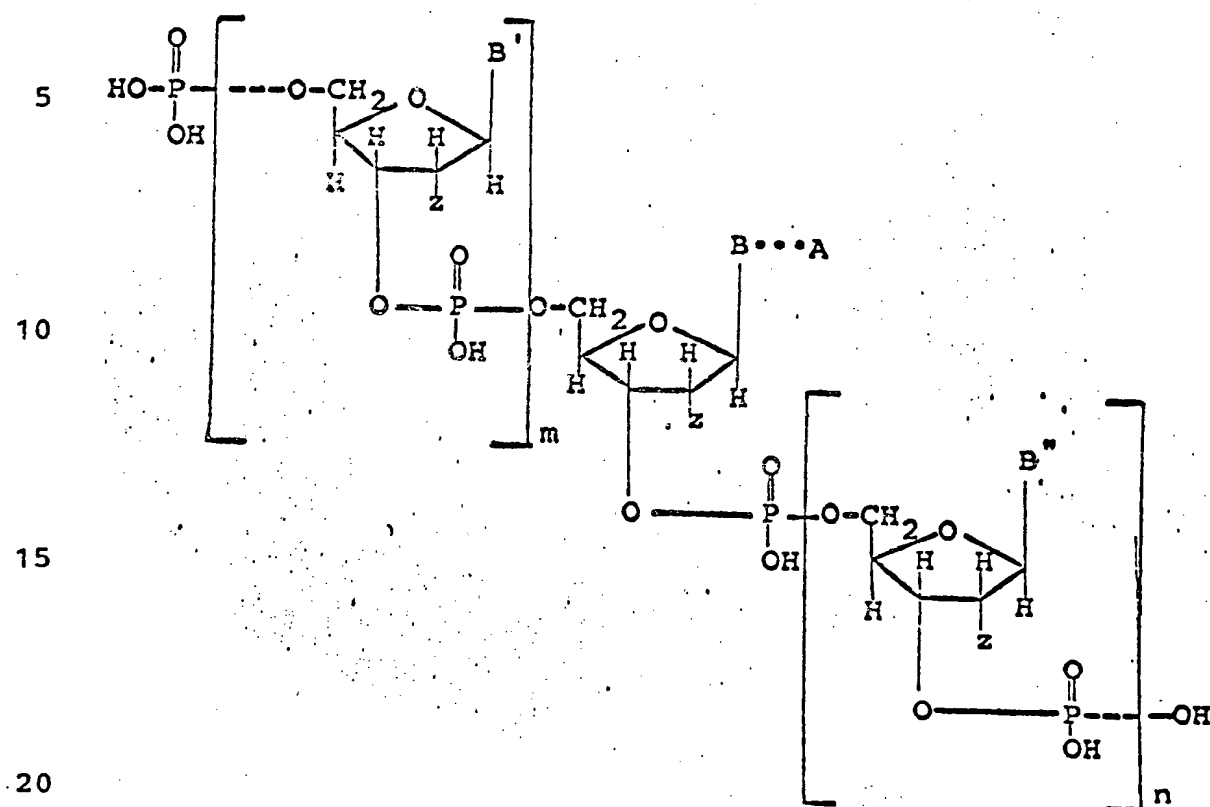 O B'
5 HO-P---O-CH2 O
OH H H
H Z H
O B•••A
O P O-CH2 O
10 OH H H
H Z H
m
O B"
O P O-CH2 O
15 OH H H
H Z H
O
O P----OH
OH
20 n